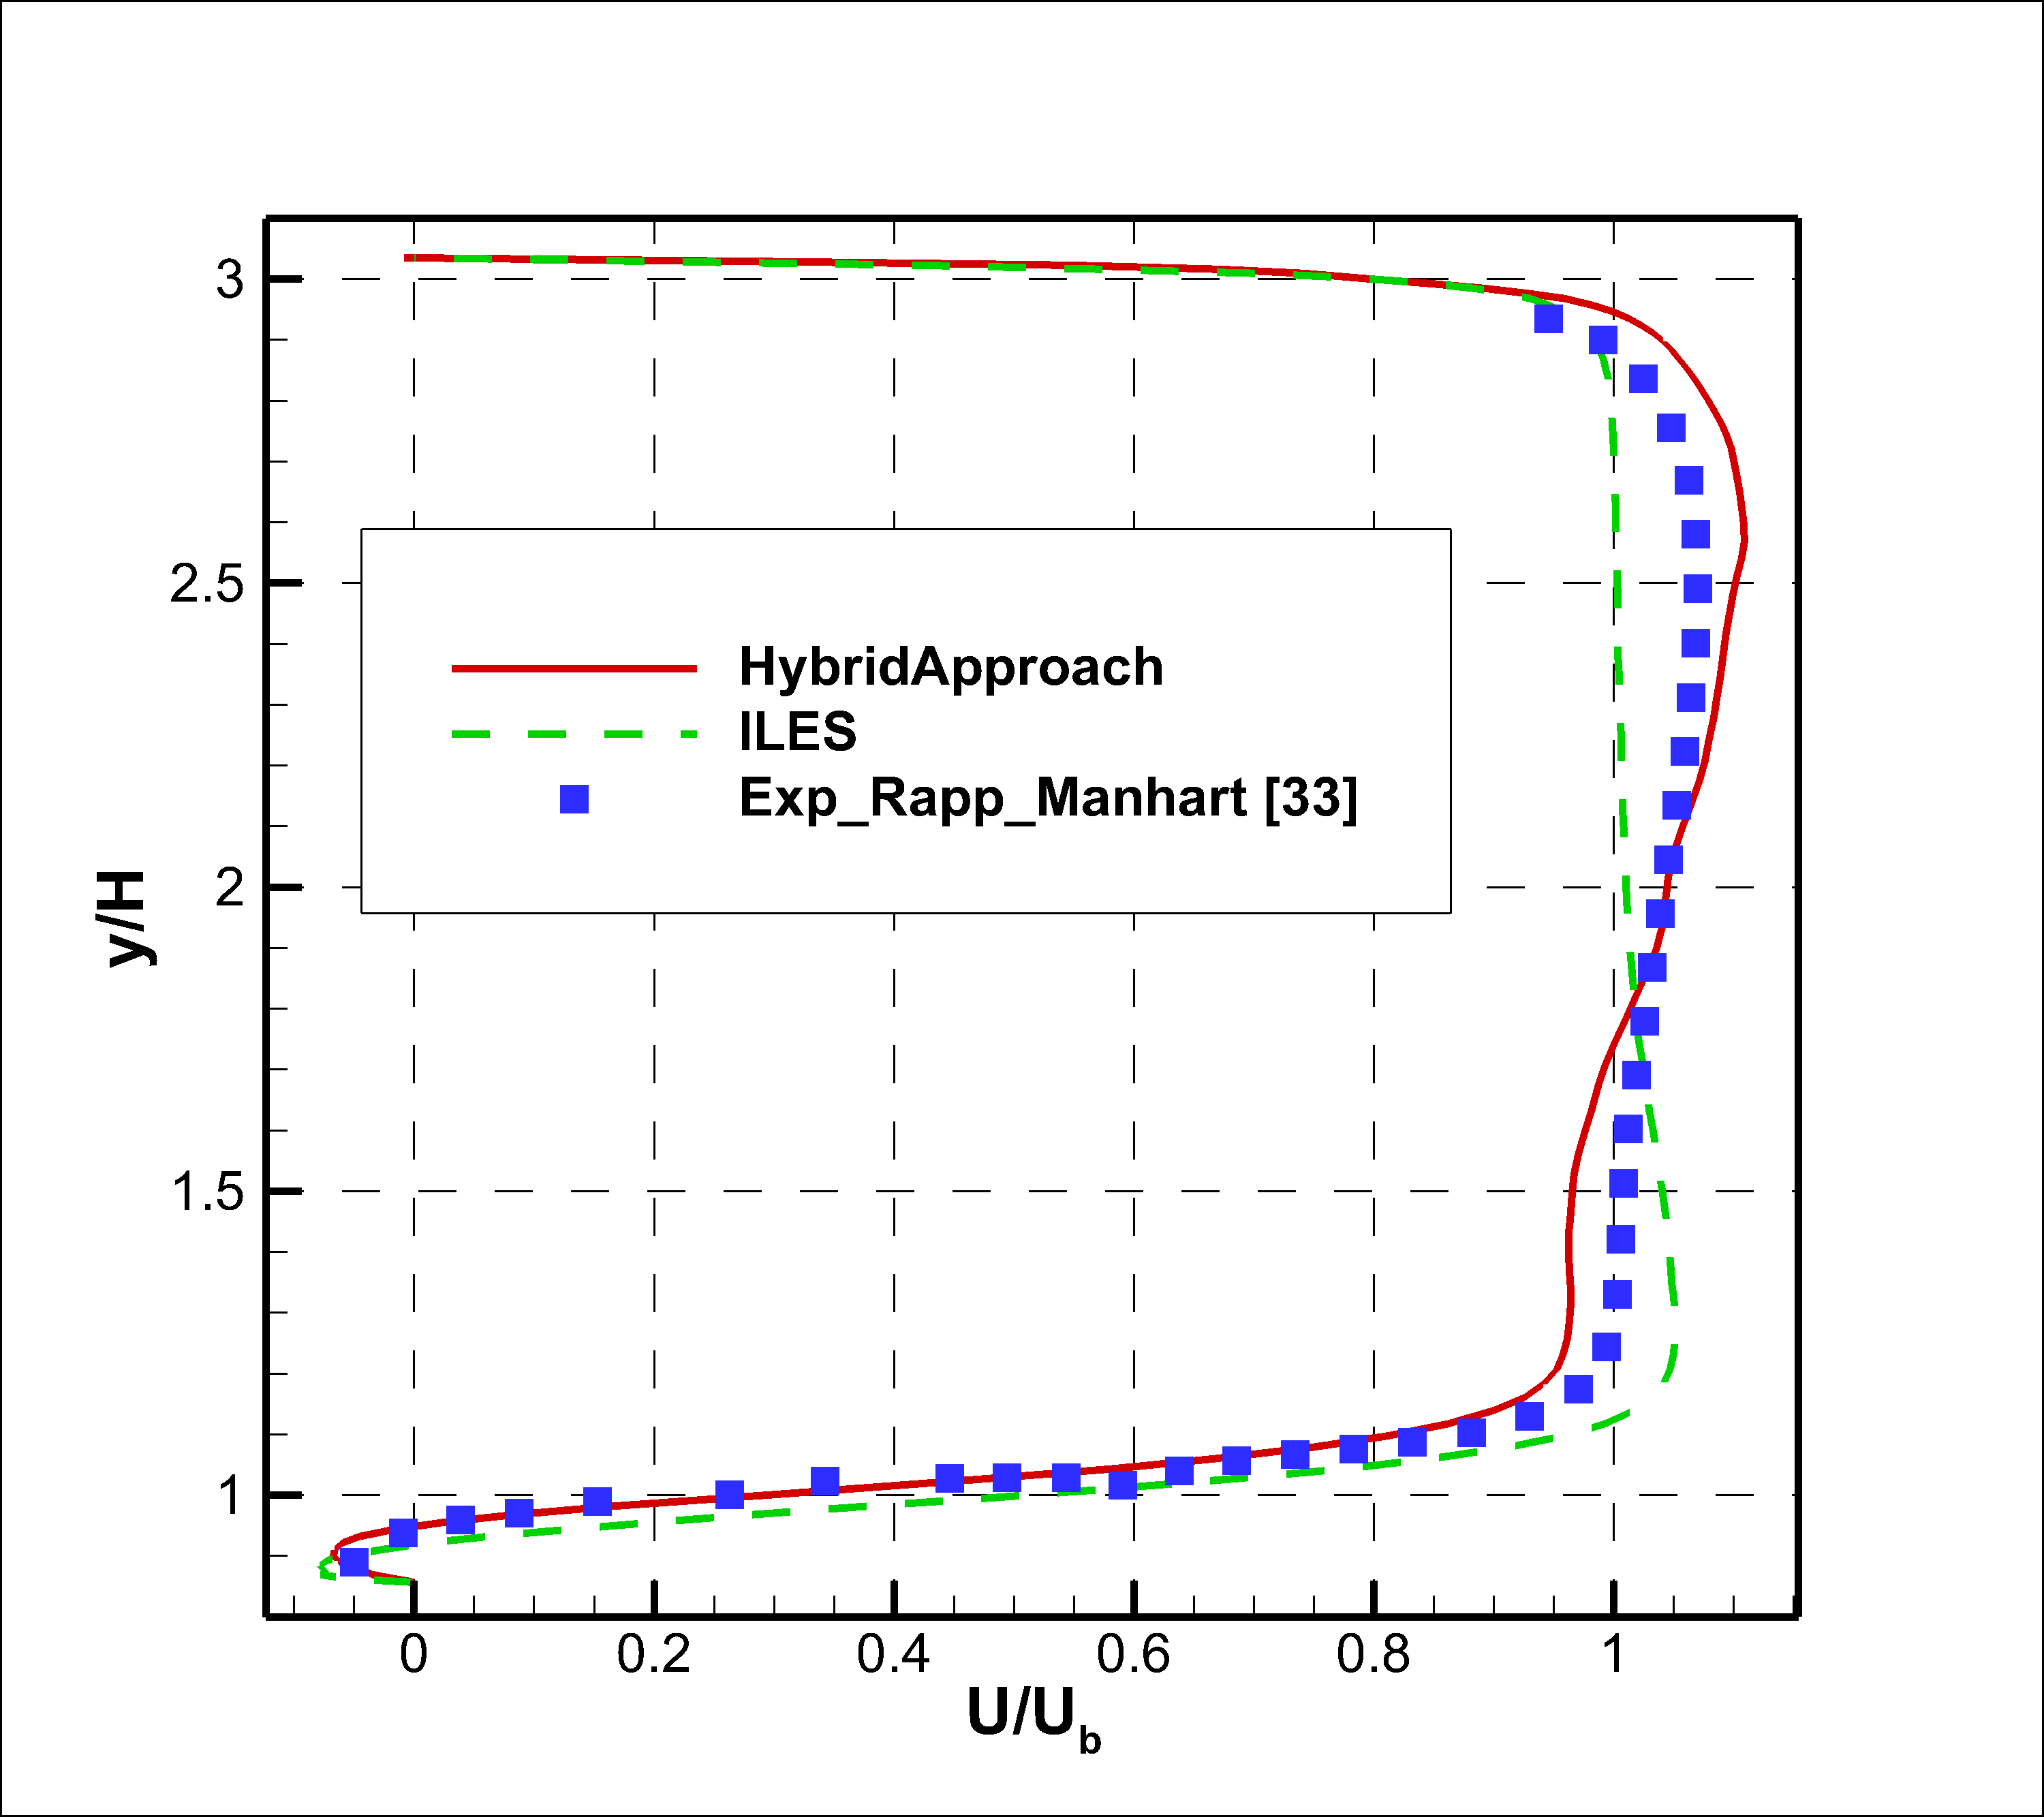 3
2.5
2
1.5
1
y/H
HybridApproach
ILES
Exp_Rapp_Manhart [33]
0 0.2 0.4 0.6 0.8 1
U/U_b